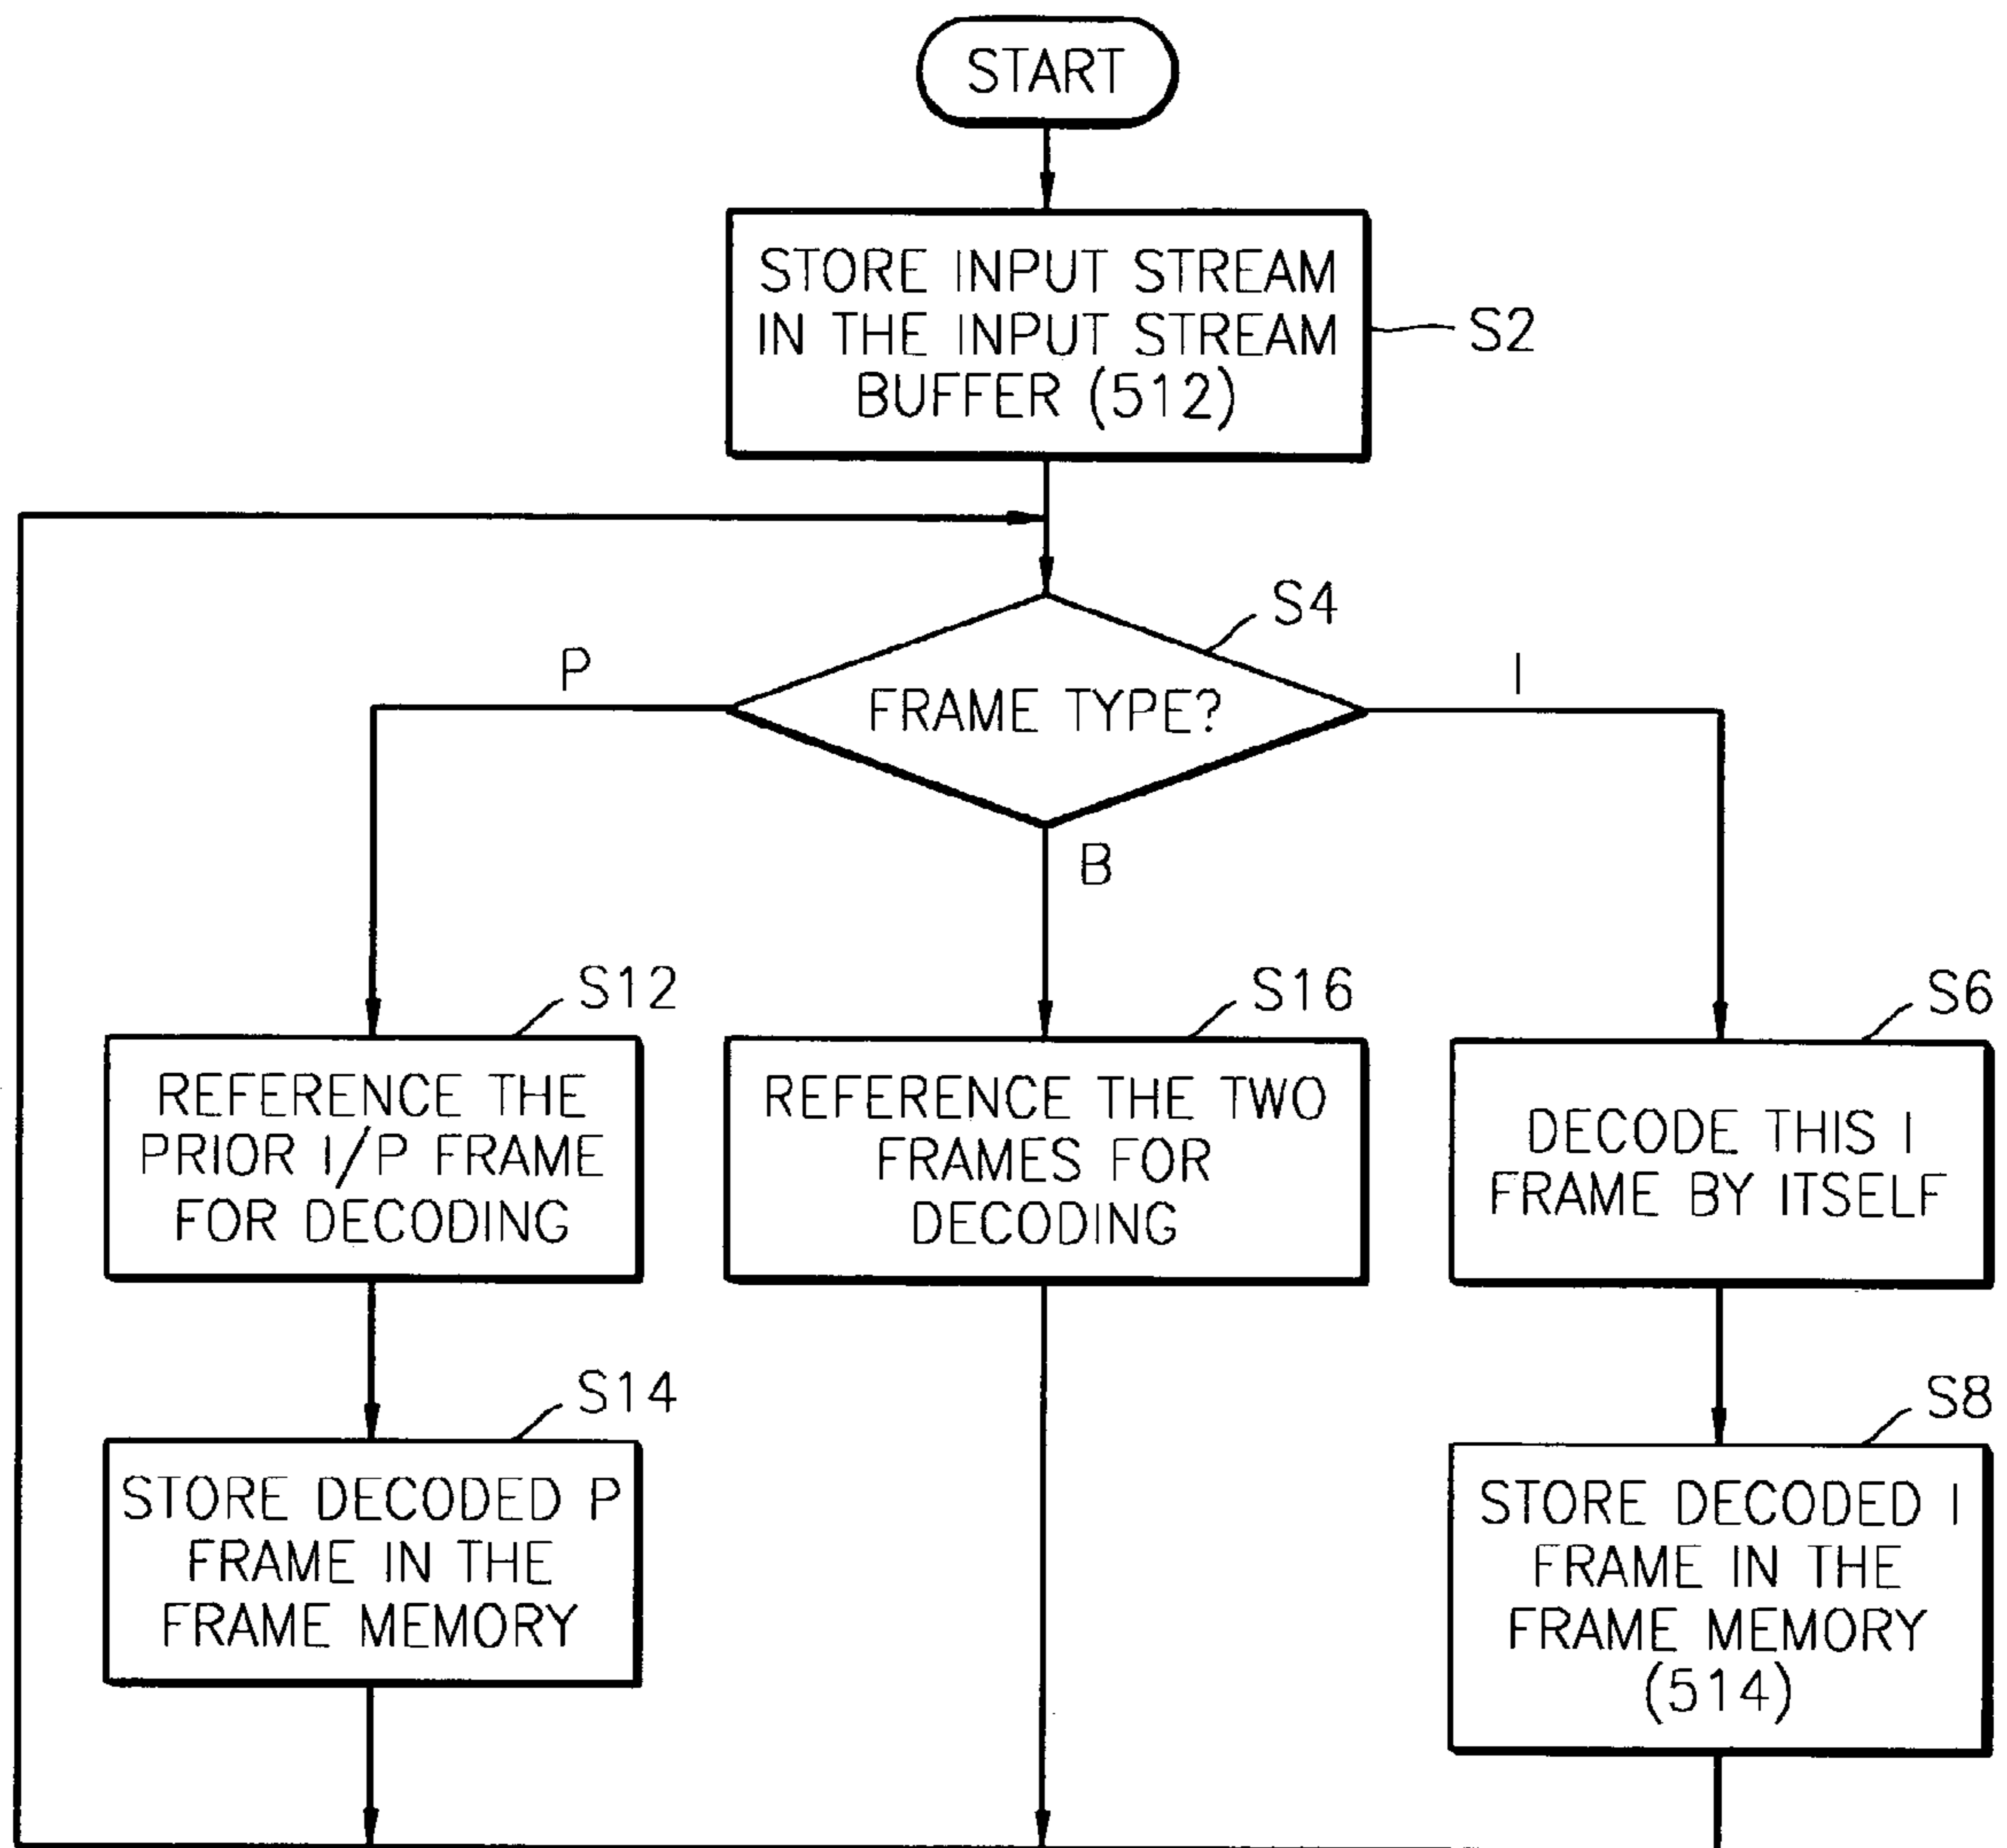 START
STORE INPUT STREAM
IN THE INPUT STREAM
BUFFER (512)
S2
S4
P
FRAME TYPE?
I
B
S12
REFERENCE THE
PRIOR I/P FRAME
FOR DECODING
S16
REFERENCE THE TWO
FRAMES FOR
DECODING
S6
DECODE THIS I
FRAME BY ITSELF
S14
STORE DECODED P
FRAME IN THE
FRAME MEMORY
S8
STORE DECODED I
FRAME IN THE
FRAME MEMORY
(514)